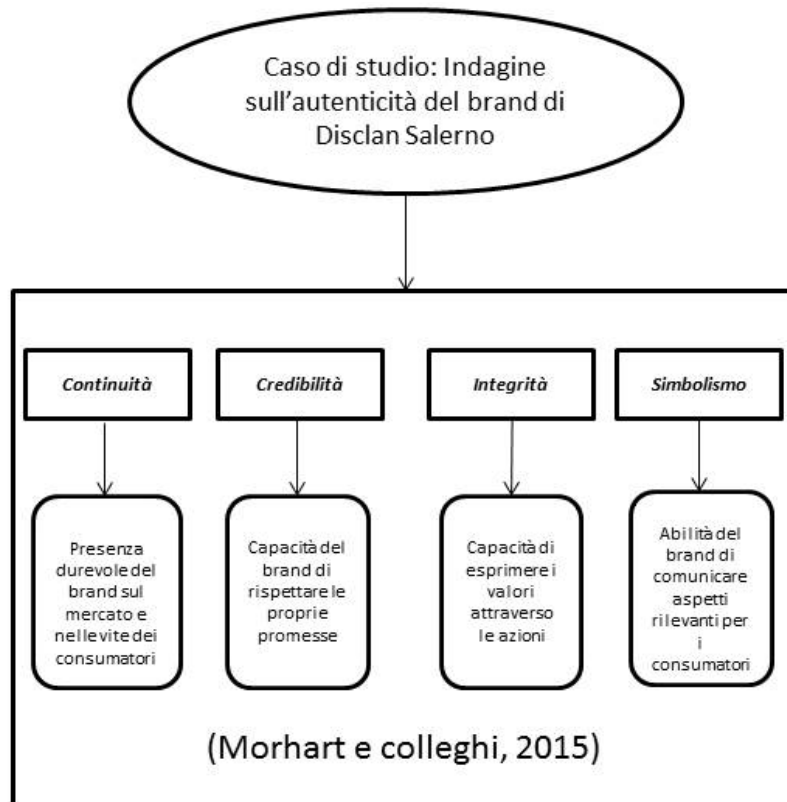 Caso di studio: Indagine
sull'autenticità del brand di
Disclan Salerno
Continuità
Credibilità
Integrità
Simbolismo
Presenza
durevole del
brand sul
mercato e
nelle vite dei
consumatori
Capacità del
brand di
rispettare le
proprie
promesse
Capacità di
esprimere i
valori
attraverso
le azioni
Abilità del
brand di
comunicare
aspetti
rilevanti per
i
consumatori
(Morhart e colleghi, 2015)